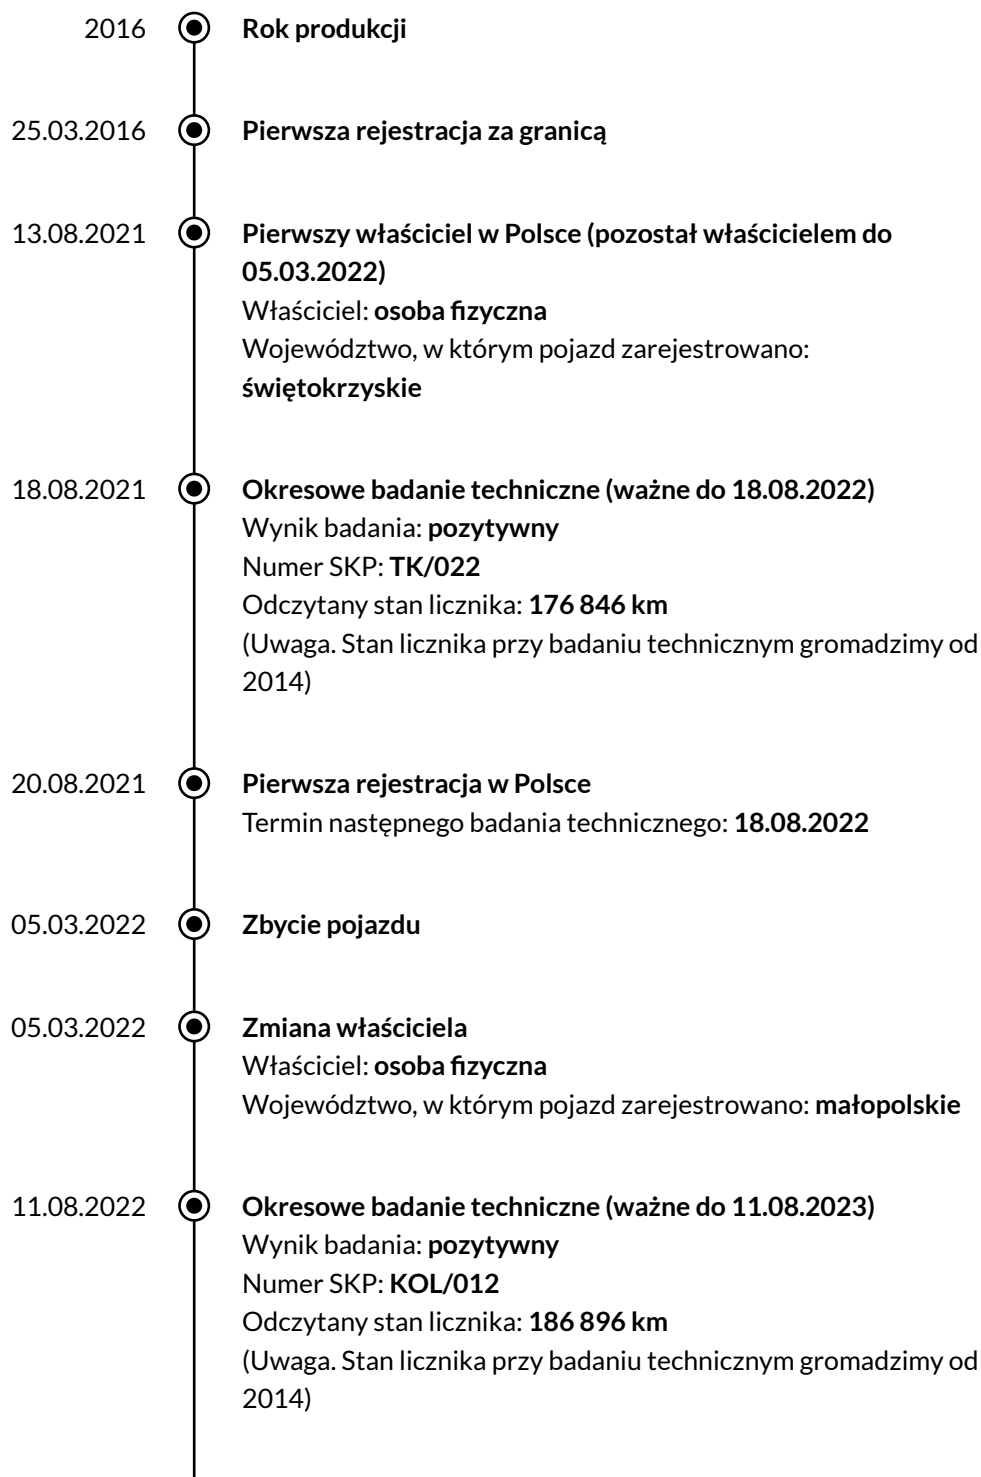 2016 Rok produkcji
25.03.2016 Pierwsza rejestracja za granicą
13.08.2021 Pierwszy właściciel w Polsce (pozostał właścicielem do
05.03.2022)
Właściciel: osoba fizyczna
Województwo, w którym pojazd zarejestrowano:
świętokrzyskie
18.08.2021 Okresowe badanie techniczne (ważne do 18.08.2022)
Wynik badania: pozytywny
Numer SKP: TK/022
Odczytany stan licznika: 176 846 km
(Uwaga. Stan licznika przy badaniu technicznym gromadzimy od
2014)
20.08.2021 Pierwsza rejestracja w Polsce
Termin następnego badania technicznego: 18.08.2022
05.03.2022 Zbycie pojazdu
05.03.2022 Zmiana właściciela
Właściciel: osoba fizyczna
Województwo, w którym pojazd zarejestrowano: małopolskie
11.08.2022 Okresowe badanie techniczne (ważne do 11.08.2023)
Wynik badania: pozytywny
Numer SKP: KOL/012
Odczytany stan licznika: 186 896 km
(Uwaga. Stan licznika przy badaniu technicznym gromadzimy od
2014)